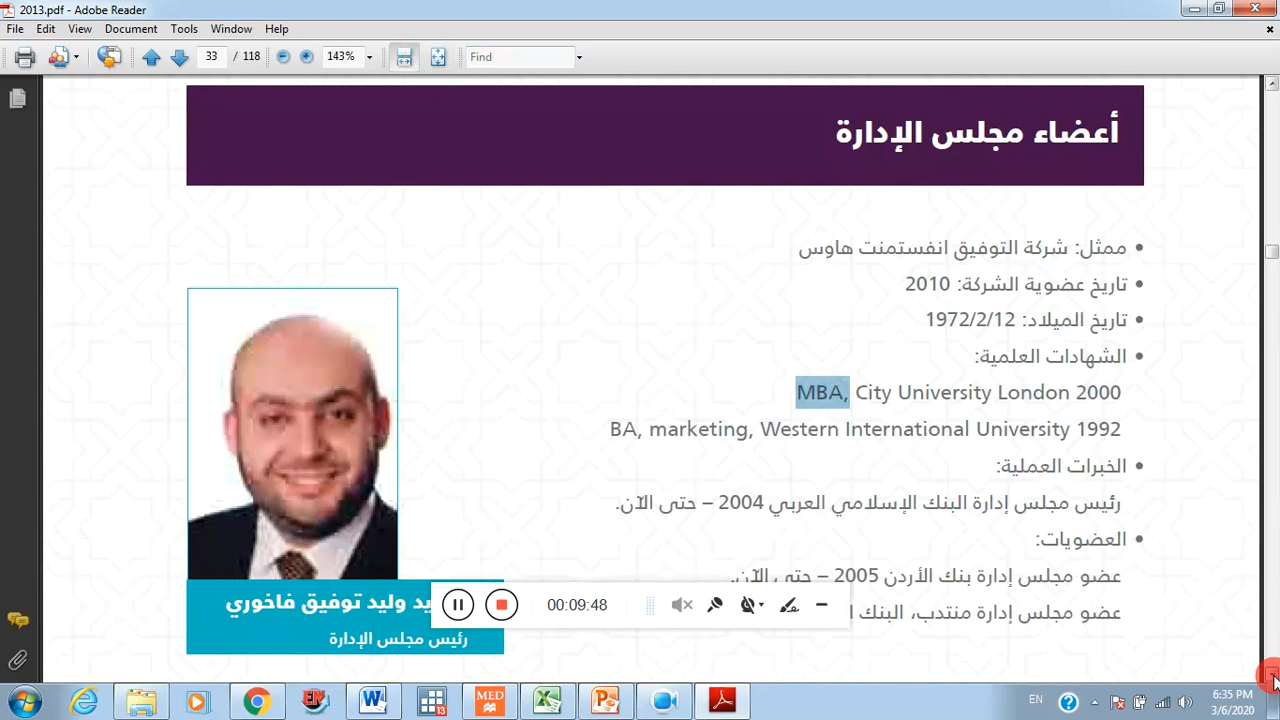 2013.pdf - Adobe Reader
File Edit View Document Tools Window Help
33 / 118 143% Find
أعضاء مجلس الإدارة
• ممثل: شركة التوفيق انفستمنت هاوس
• تاريخ عضوية الشركة: 2010
• تاريخ الميلاد: 1972/2/12
• الشهادات العلمية:
MBA, City University London 2000
BA, marketing, Western International University 1992
• الخبرات العملية:
رئيس مجلس إدارة البنك الإسلامي العربي 2004 – حتى الآن.
• العضويات:
عضو مجلس إدارة بنك الأردن 2005 – حتى الآن.
عضو مجلس إدارة منتدب، البنك
وليد توفيق فاخوري
رئيس مجلس الإدارة
00:09:48
MED
13
EN
6:35 PM
3/6/2020